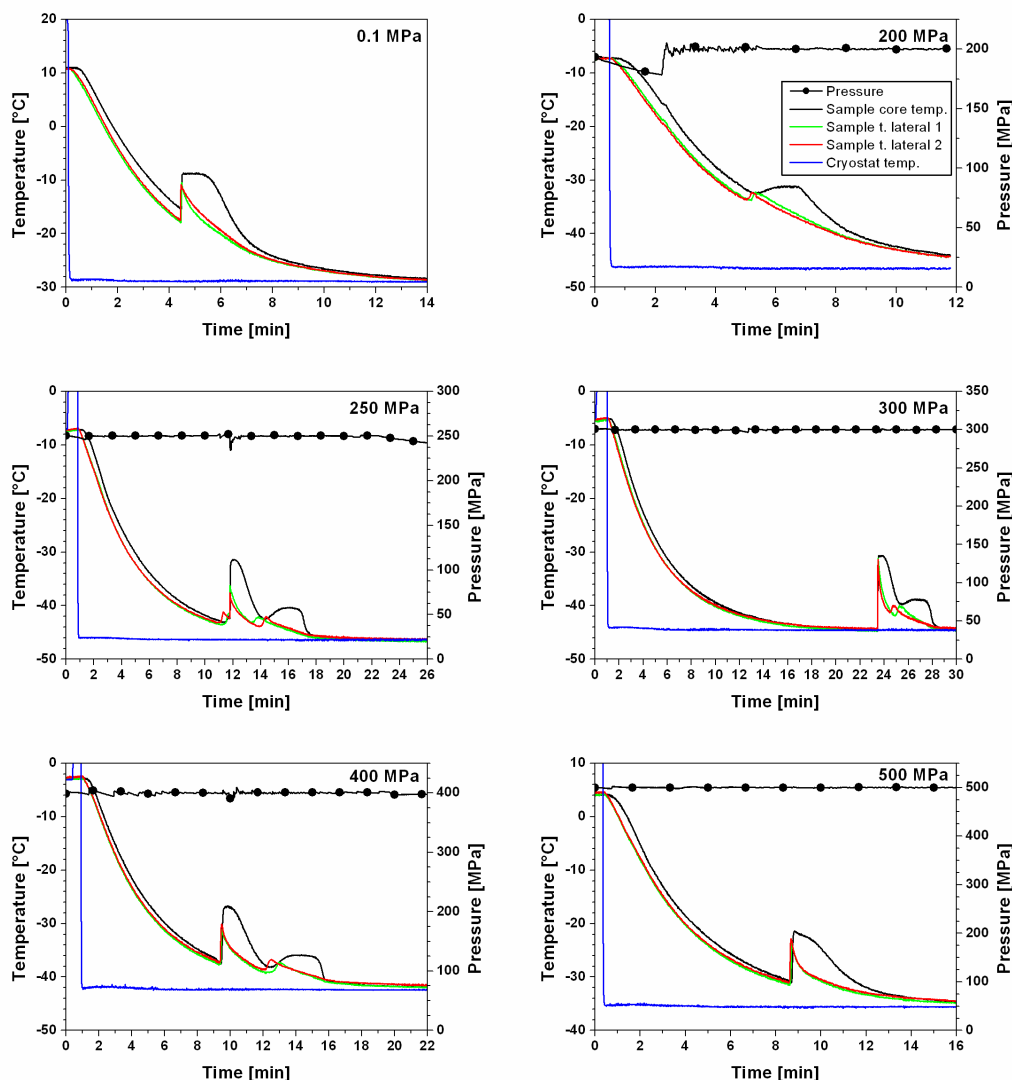 0.1 MPa
Temperature [°C]
20
10
0
-10
-20
-30
0 2 4 6 8 10 12 14
Time [min]
200 MPa
Temperature [°C]
0
-10
-20
-30
-40
-50
Pressure
Sample core temp.
Sample t. lateral 1
Sample t. lateral 2
Cryostat temp.
Pressure [MPa]
200
150
100
50
0
0 2 4 6 8 10 12
Time [min]
250 MPa
Temperature [°C]
0
-10
-20
-30
-40
-50
Pressure [MPa]
300
250
200
150
100
50
0
0 2 4 6 8 10 12 14 16 18 20 22 24 26
Time [min]
300 MPa
Temperature [°C]
0
-10
-20
-30
-40
-50
Pressure [MPa]
350
300
250
200
150
100
50
0
0 2 4 6 8 10 12 14 16 18 20 22 24 26 28 30
Time [min]
400 MPa
Temperature [°C]
0
-10
-20
-30
-40
-50
Pressure [MPa]
400
300
200
100
0
0 2 4 6 8 10 12 14 16 18 20 22
Time [min]
500 MPa
Temperature [°C]
10
0
-10
-20
-30
-40
Pressure [MPa]
500
400
300
200
100
0
0 2 4 6 8 10 12 14 16
Time [min]